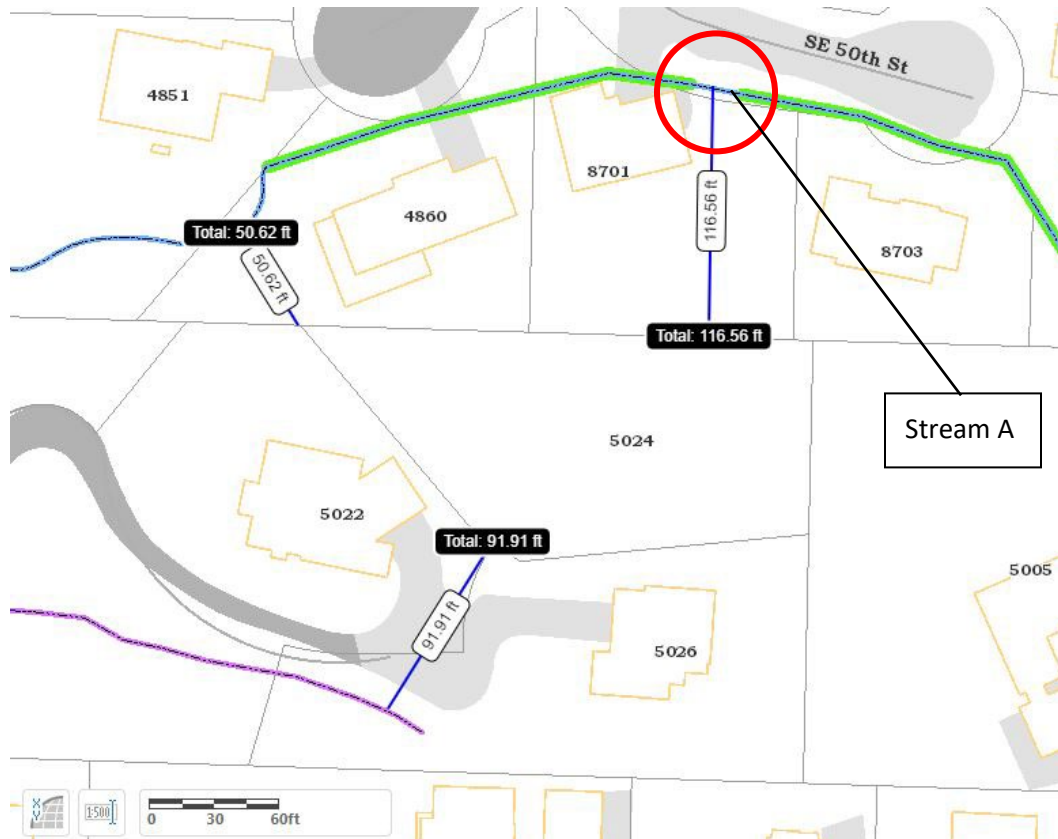 SE 50th St
4851
8701
4860
116.56 ft
8703
Total: 50.62 ft
50.62 ft
Total: 116.56 ft
Stream A
5024
5022
Total: 91.91 ft
5005
91.91 ft
5026
X
Y
1:500
0 30 60ft